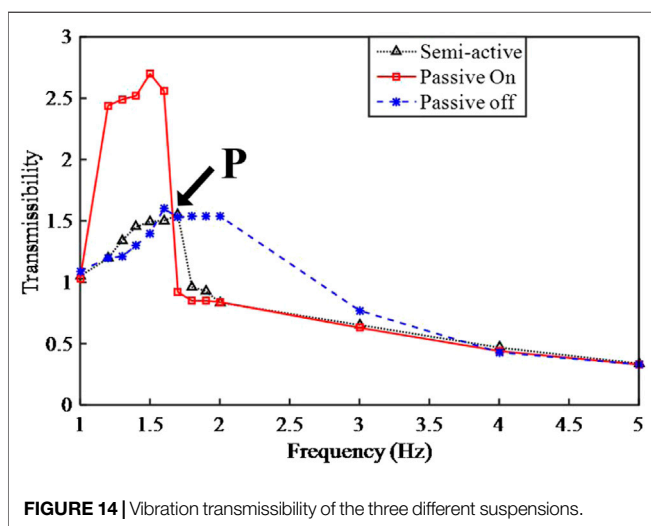 3
2.5
2
1.5
1
0.5
0
Transmissibility
Semi-active
Passive On
Passive off
P
1 1.5 2 2.5 3 3.5 4 4.5 5
Frequency (Hz)
FIGURE 14 | Vibration transmissibility of the three different suspensions.